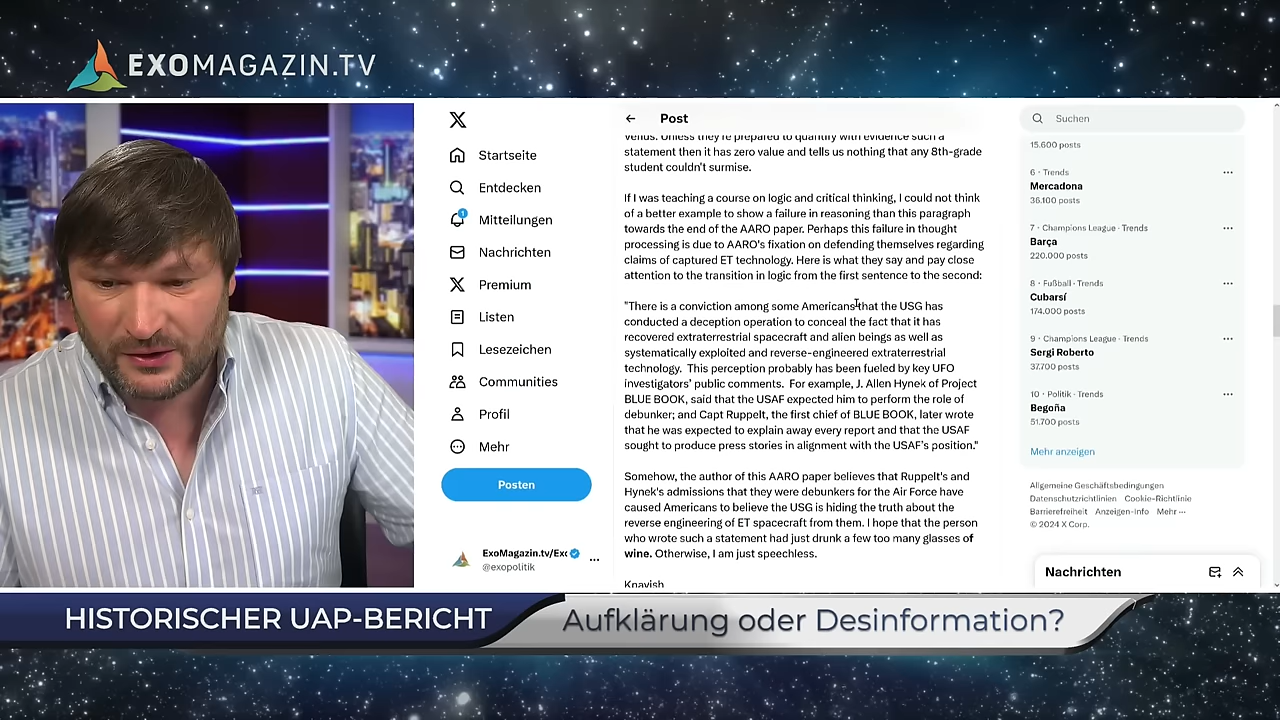 EXOMAGAZIN.TV
Startseite
Entdecken
1
Mitteilungen
Nachrichten
Premium
Listen
Lesezeichen
Communities
Profil
Mehr
Posten
ExoMagazin.tv/Exc
@exopolitik
Post
Venus. Unless they're prepared to quantify with evidence such a
statement then it has zero value and tells us nothing that any 8th-grade
student couldn't surmise.
If I was teaching a course on logic and critical thinking, I could not think
of a better example to show a failure in reasoning than this paragraph
towards the end of the AARO paper. Perhaps this failure in thought
processing is due to AARO's fixation on defending themselves regarding
claims of captured ET technology. Here is what they say and pay close
attention to the transition in logic from the first sentence to the second:
"There is a conviction among some Americans that the USG has
conducted a deception operation to conceal the fact that it has
recovered extraterrestrial spacecraft and alien beings as well as
systematically exploited and reverse-engineered extraterrestrial
technology. This perception probably has been fueled by key UFO
investigators' public comments. For example, J. Allen Hynek of Project
BLUE BOOK, said that the USAF expected him to perform the role of
debunker; and Capt Ruppelt, the first chief of BLUE BOOK, later wrote
that he was expected to explain away every report and that the USAF
sought to produce press stories in alignment with the USAF's position."
Somehow, the author of this AARO paper believes that Ruppelt's and
Hynek's admissions that they were debunkers for the Air Force have
caused Americans to believe the USG is hiding the truth about the
reverse engineering of ET spacecraft from them. I hope that the person
who wrote such a statement had just drunk a few too many glasses of
wine. Otherwise, I am just speechless.
Knavish
Suchen
15.600 posts
6 · Trends
Mercadona
36.100 posts
7 · Champions League · Trends
Barça
220.000 posts
8 · Fußball · Trends
Cubarsí
174.000 posts
9 · Champions League · Trends
Sergi Roberto
37.700 posts
10 · Politik · Trends
Begoña
51.700 posts
Mehr anzeigen
Allgemeine Geschäftsbedingungen
Datenschutzrichtlinien Cookie-Richtlinie
Barrierefreiheit Anzeigen-Info Mehr ···
© 2024 X Corp.
Nachrichten
HISTORISCHER UAP-BERICHT
Aufklärung oder Desinformation?